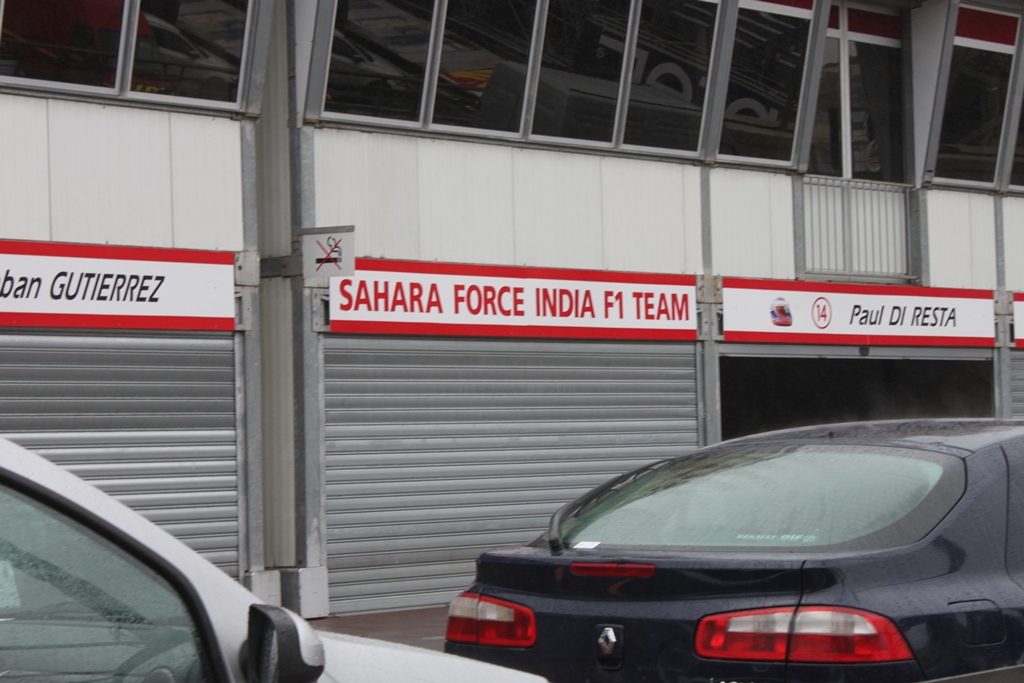 ban GUTIERREZ
SAHARA FORCE INDIA F1 TEAM
14 Paul DI RESTA